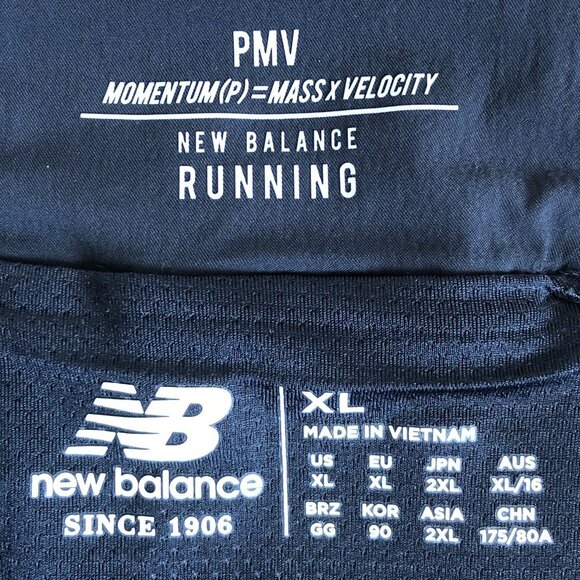 PMV
MOMENTUM(P)=MASS X VELOCITY
NEW BALANCE
RUNNING
NB
new balance
SINCE 1906
XL
MADE IN VIETNAM
US EU JPN AUS
XL XL 2XL XL/16
BRZ KOR ASIA CHN
GG 90 2XL 175/80A